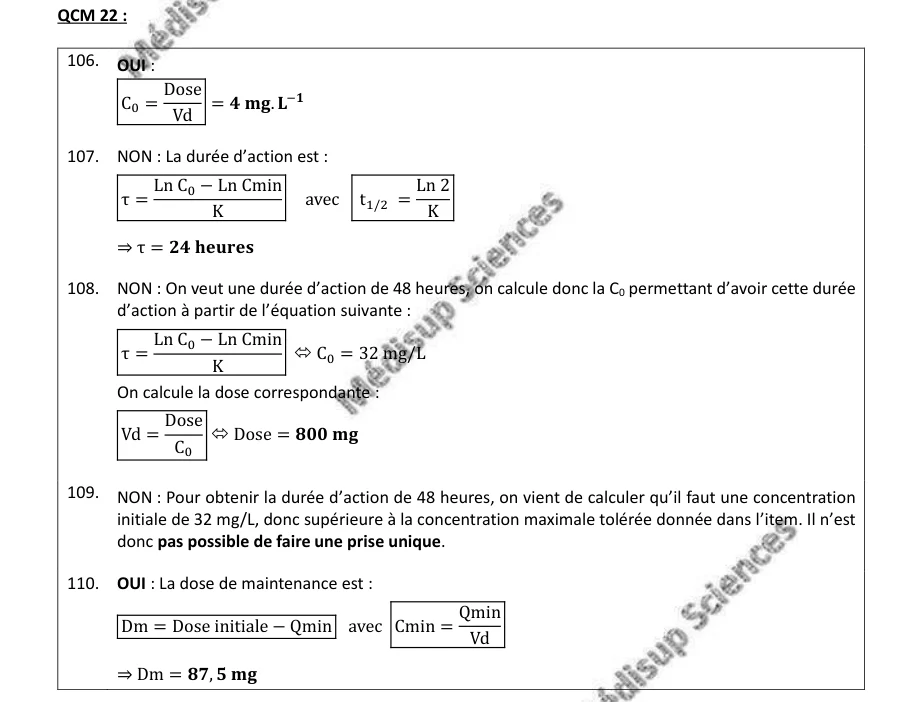 QCM 22 :
106. OUI :
C₀ = Dose / Vd = 4 mg.L⁻¹
107. NON : La durée d’action est :
τ = (Ln C₀ − Ln Cmin) / K avec t₁/₂ = Ln 2 / K
⇒ τ = 24 heures
108. NON : On veut une durée d’action de 48 heures, on calcule donc la C₀ permettant d’avoir cette durée
d’action à partir de l’équation suivante :
τ = (Ln C₀ − Ln Cmin) / K ⇔ C₀ = 32 mg/L
On calcule la dose correspondante :
Vd = Dose / C₀ ⇔ Dose = 800 mg
109. NON : Pour obtenir la durée d’action de 48 heures, on vient de calculer qu’il faut une concentration
initiale de 32 mg/L, donc supérieure à la concentration maximale tolérée donnée dans l’item. Il n’est
donc pas possible de faire une prise unique.
110. OUI : La dose de maintenance est :
Dm = Dose initiale − Qmin avec Cmin = Qmin / Vd
⇒ Dm = 87, 5 mg
Médisup Sciences